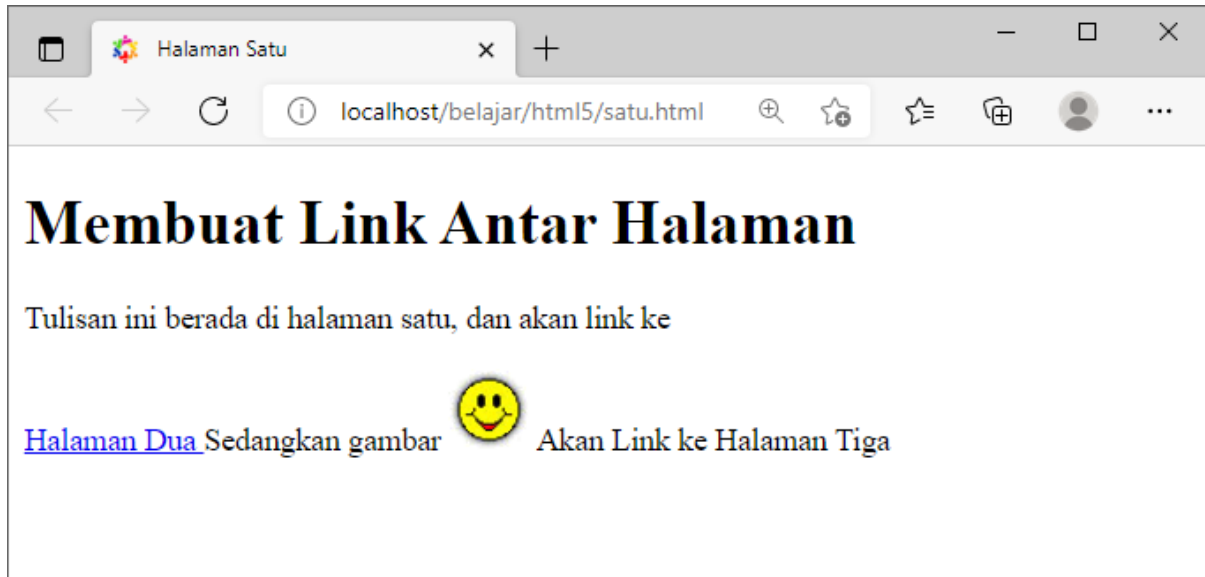 Halaman Satu
localhost/belajar/html5/satu.html
Membuat Link Antar Halaman
Tulisan ini berada di halaman satu, dan akan link ke
Halaman Dua Sedangkan gambar Akan Link ke Halaman Tiga